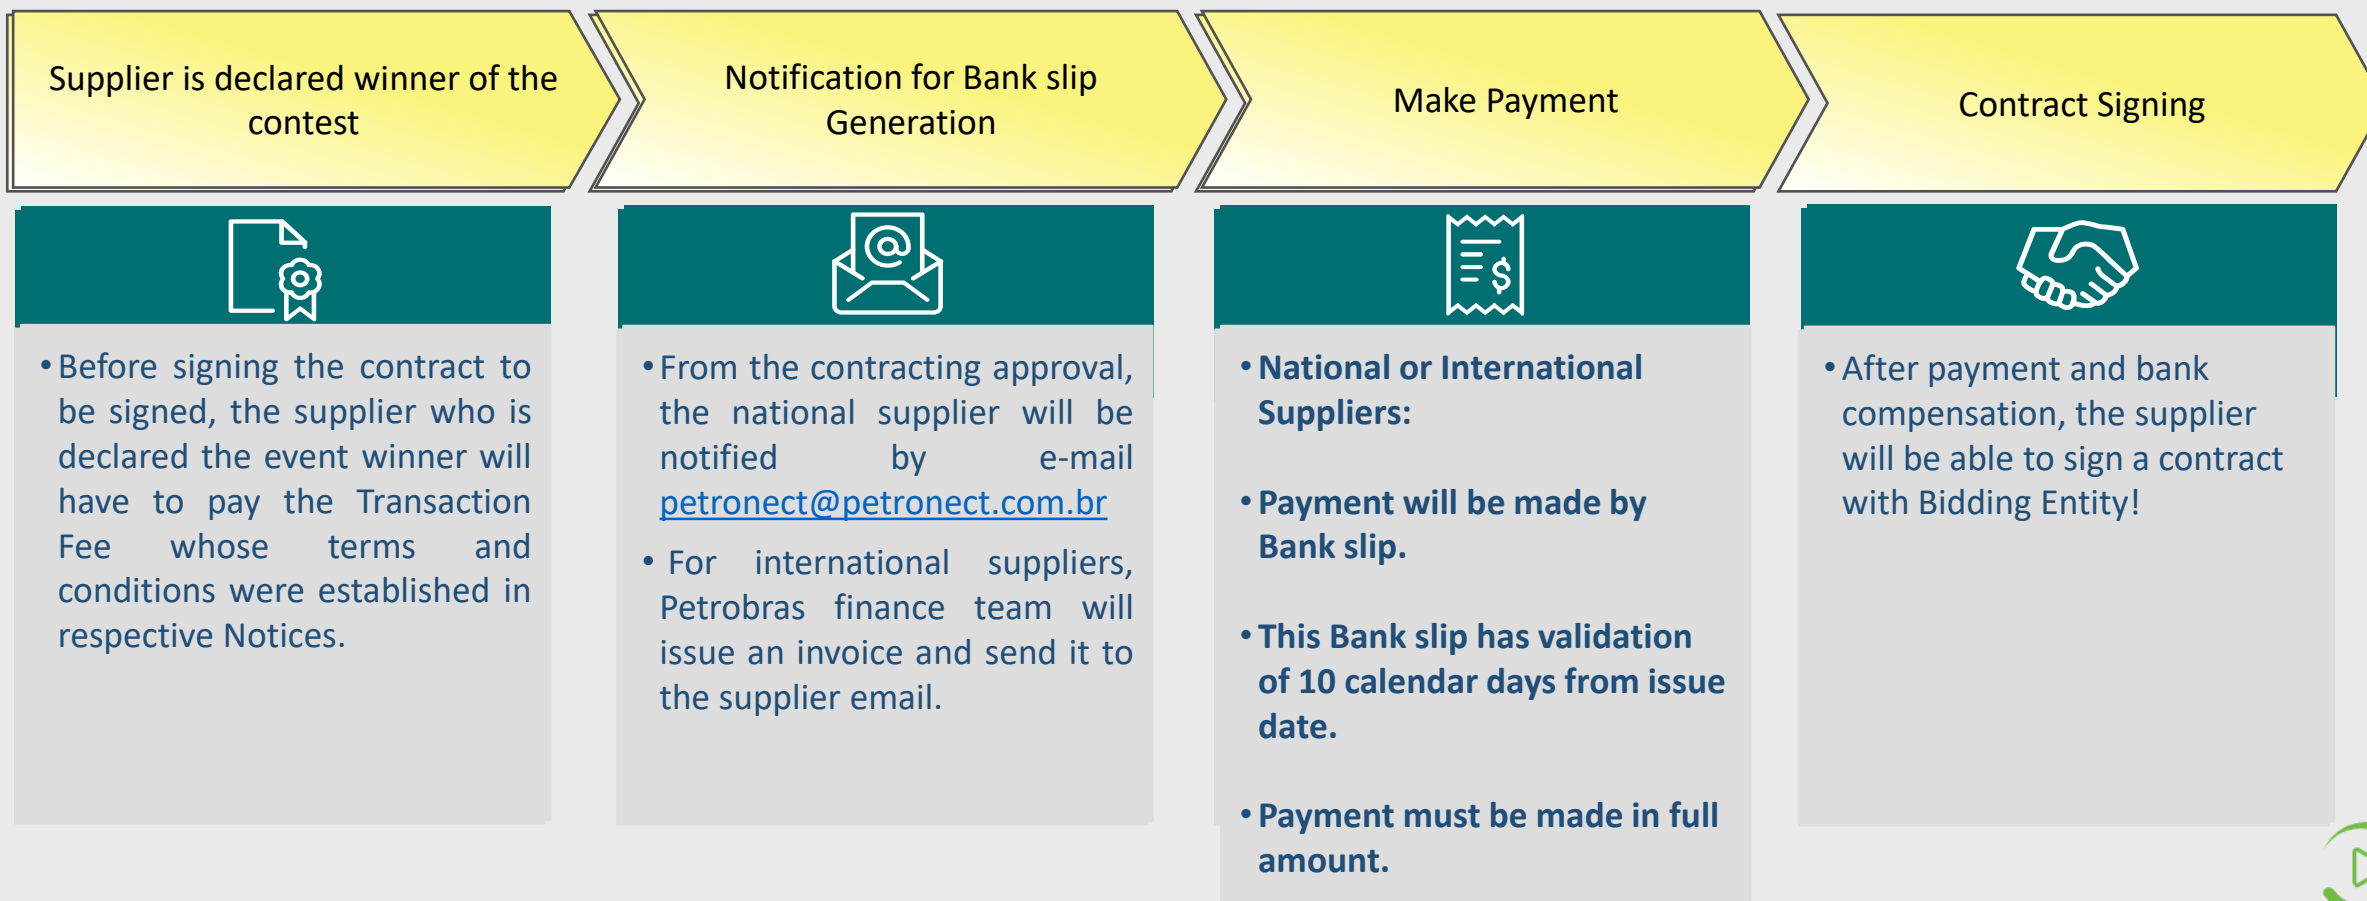 Supplier is declared winner of the
contest
Notification for Bank slip
Generation
Make Payment
Contract Signing
• Before signing the contract to
be signed, the supplier who is
declared the event winner will
have to pay the Transaction
Fee whose terms and
conditions were established in
respective Notices.
• From the contracting approval,
the national supplier will be
notified by e-mail
petronect@petronect.com.br
• For international suppliers,
Petrobras finance team will
issue an invoice and send it to
the supplier email.
• National or International
Suppliers:
• Payment will be made by
Bank slip.
• This Bank slip has validation
of 10 calendar days from issue
date.
• Payment must be made in full
amount.
• After payment and bank
compensation, the supplier
will be able to sign a contract
with Bidding Entity!